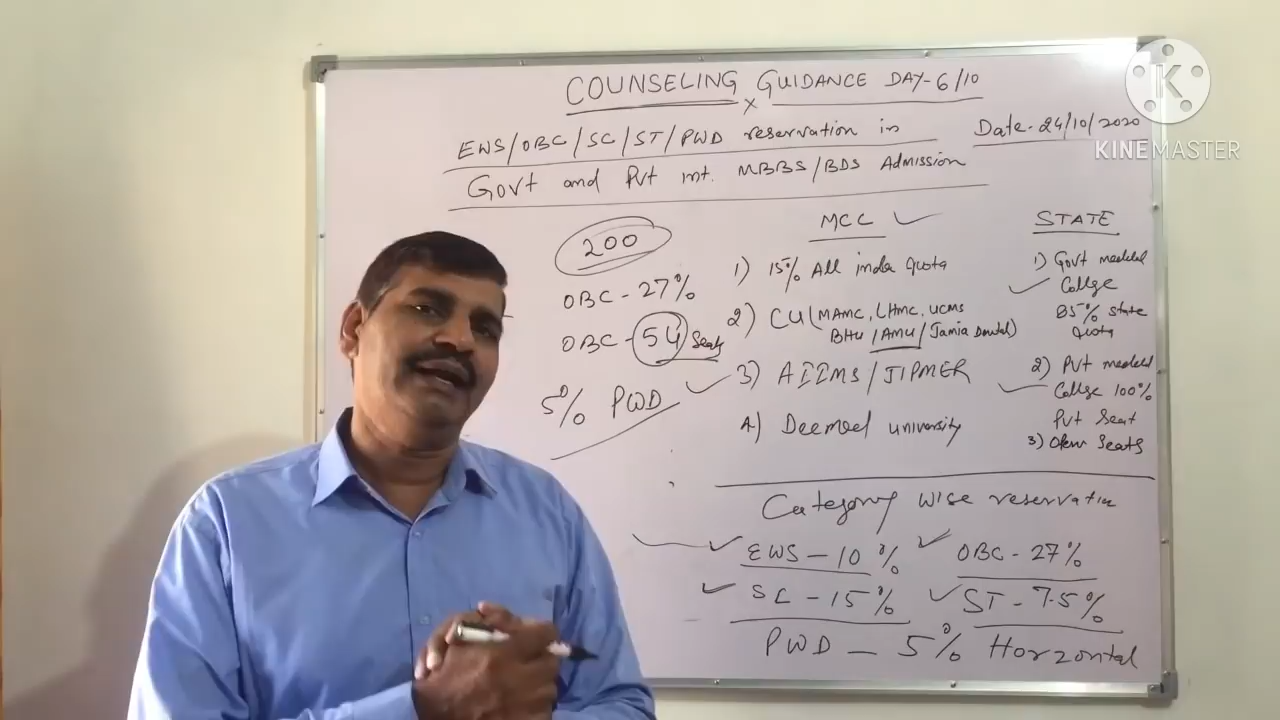 COUNSELING GUIDANCE DAY-6/10
x
EWS/OBC/SC/ST/PWD reservation in
Date-24/10/2020
Govt and Pvt int. MBBS/BDS Admission
K
KINEMASTER
200
OBC-27%
OBC-54 Seats
5% PWD
MCC
1) 15% All India Quota
2) CU (MAMC, LHMC, UCMS
BHU/AMU/Jamia Dental)
3) AIIMS/JIPMER
4) Deemed university
STATE
1) Govt medical
College
85% state
Quota
2) Pvt medical
College 100%
Pvt Seat
3) Seats
Category wise reservation
EWS-10%
OBC-27%
SC-15%
ST-7.5%
PWD-5% Horzontal